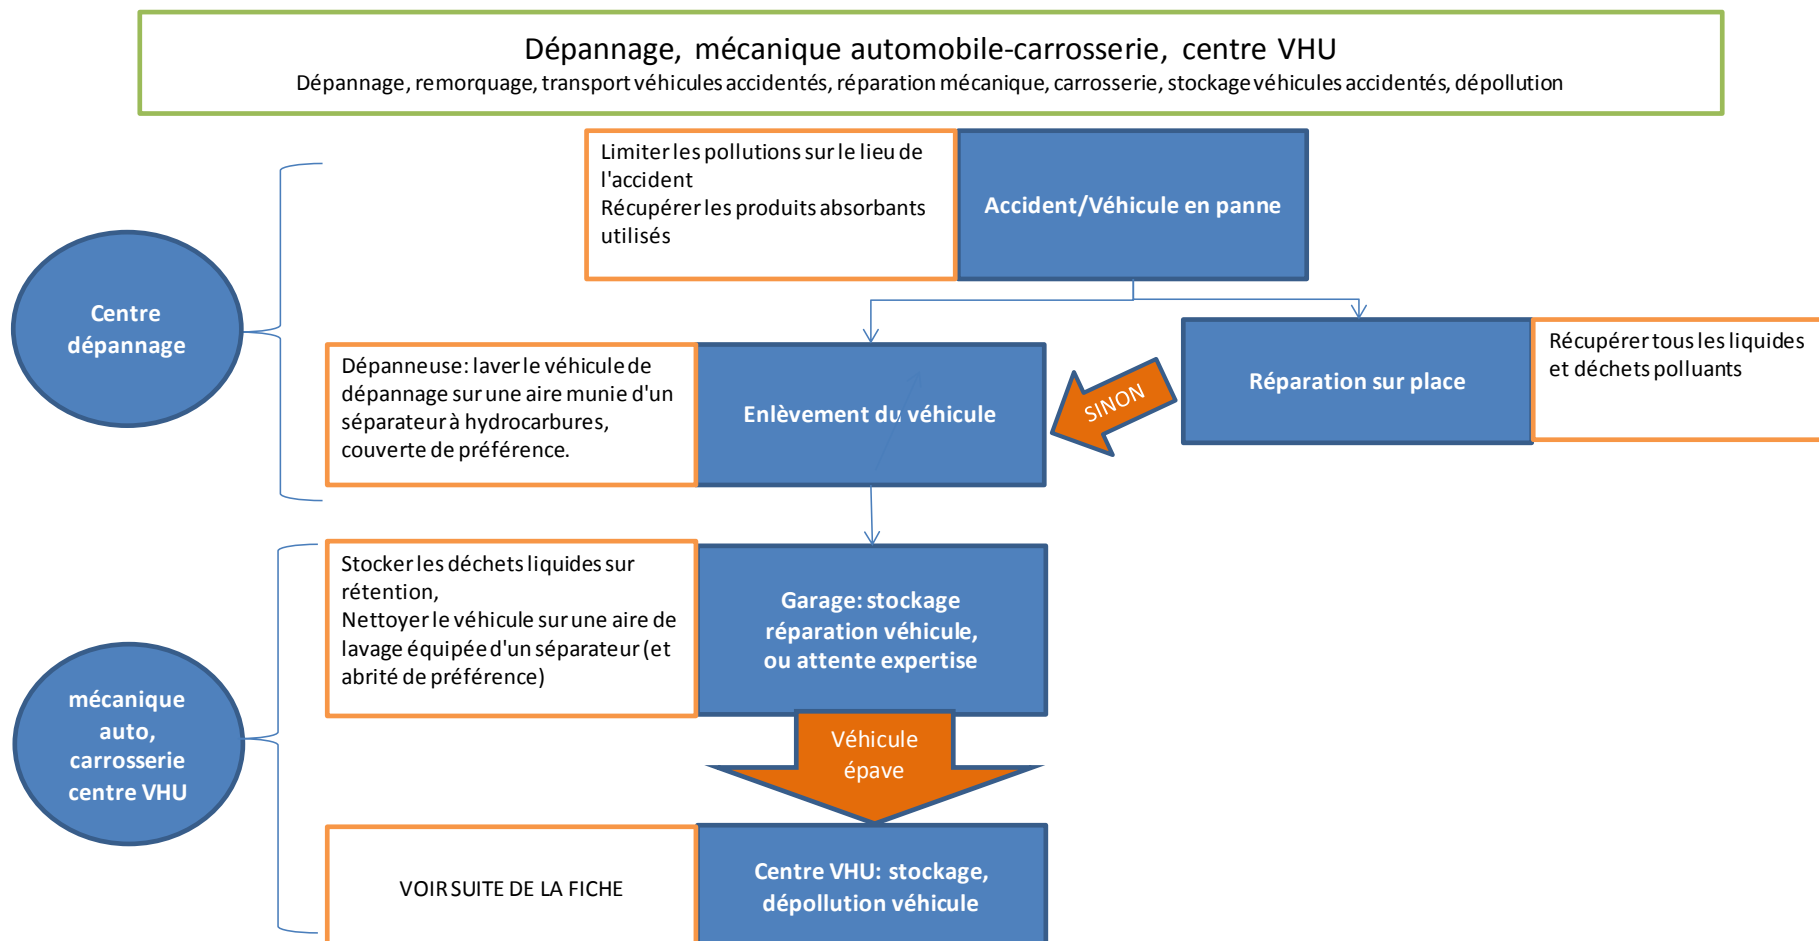 Dépannage, mécanique automobile-carrosserie, centre VHU
Dépannage, remorquage, transport véhicules accidentés, réparation mécanique, carrosserie, stockage véhicules accidentés, dépollution
Limiter les pollutions sur le lieu de
l'accident
Récupérer les produits absorbants
utilisés
Accident/Véhicule en panne
Centre
dépannage
Dépanneuse: laver le véhicule de
dépannage sur une aire munie d'un
séparateur à hydrocarbures,
couverte de préférence.
Enlèvement du véhicule
SINON
Réparation sur place
Récupérer tous les liquides
et déchets polluants
mécanique
auto,
carrosserie
centre VHU
Stocker les déchets liquides sur
rétention,
Nettoyer le véhicule sur une aire de
lavage équipée d'un séparateur (et
abrité de préférence)
Garage: stockage
réparation véhicule,
ou attente expertise
Véhicule
épave
VOIR SUITE DE LA FICHE
Centre VHU: stockage,
dépollution véhicule